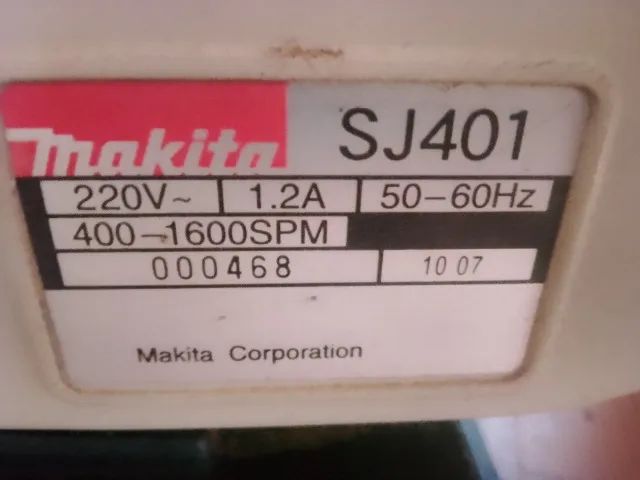 makita SJ401
220V~ 1.2A 50-60Hz
400-1600SPM
000468 10 07
Makita Corporation